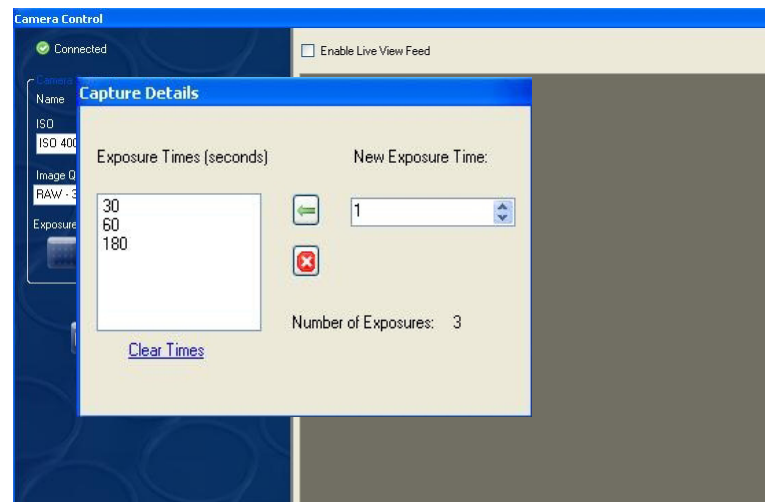 Camera Control
Connected
Enable Live View Feed
Camera
Name
ISO
ISO 400
Image Q
RAW - 3
Exposure
Capture Details
Exposure Times (seconds)
New Exposure Time:
30
60
180
1
Number of Exposures: 3
Clear Times